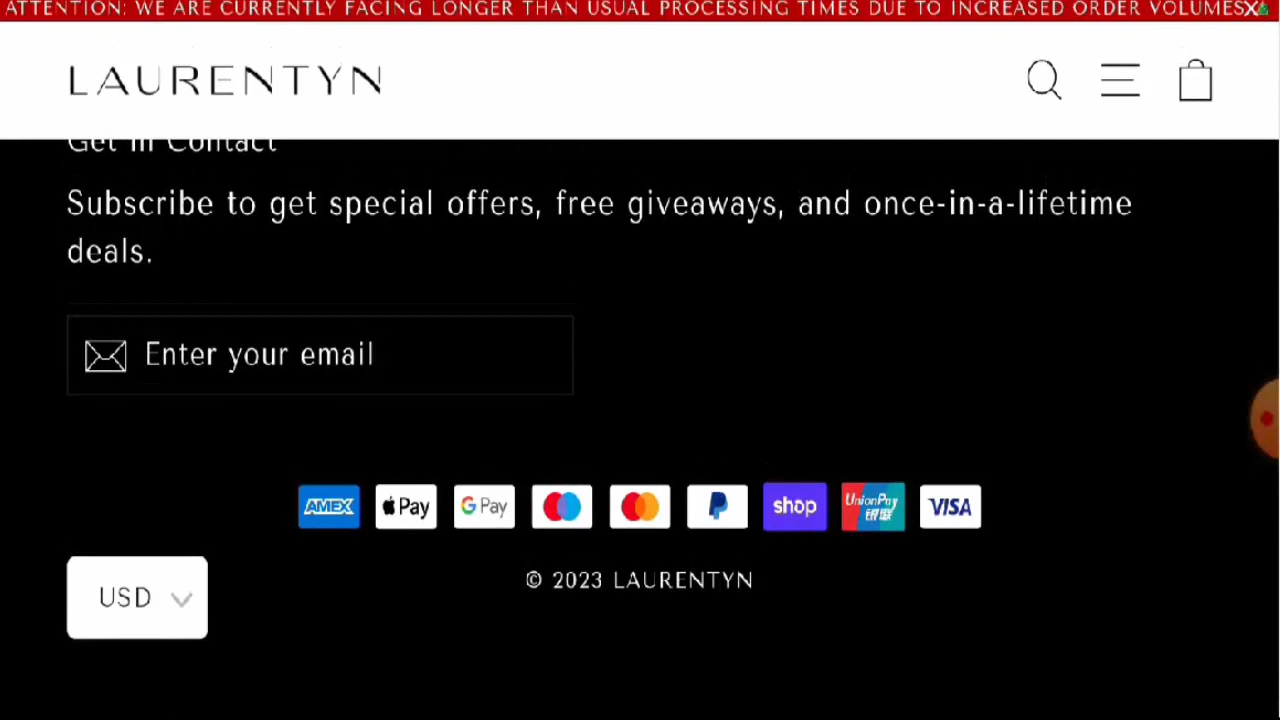 ATTENTION: WE ARE CURRENTLY FACING LONGER THAN USUAL PROCESSING TIMES DUE TO INCREASED ORDER VOLUMES
LAURENTYN
Get in Contact
Subscribe to get special offers, free giveaways, and once-in-a-lifetime
deals.
Enter your email
AMEX Pay G Pay shop UnionPay 银联 VISA
USD
© 2023 LAURENTYN